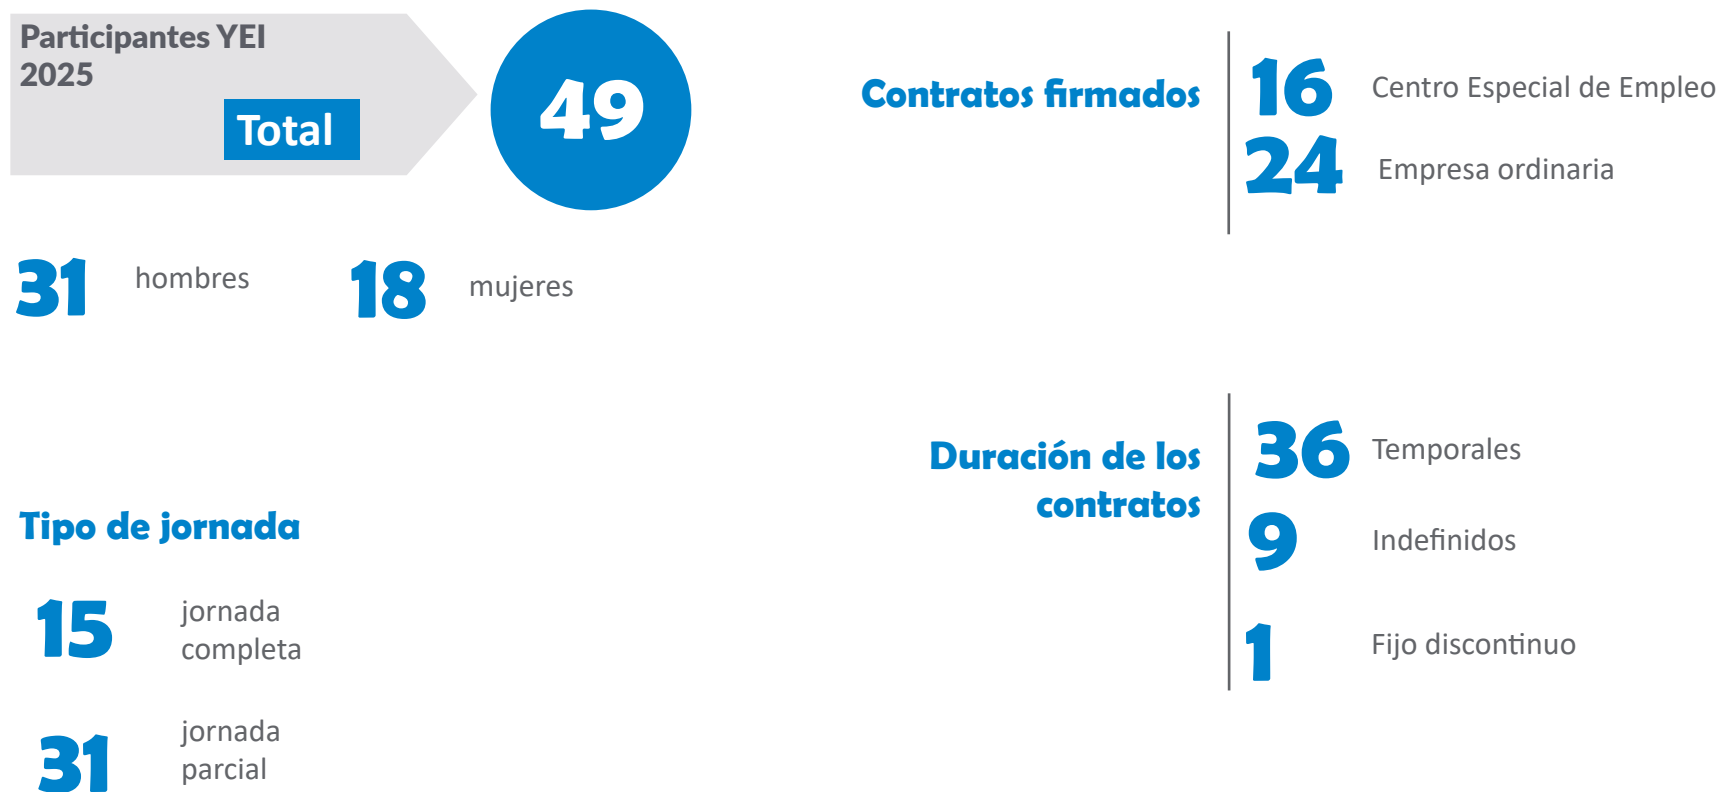 Participantes YEI
2025
Total
49
31 hombres
18 mujeres
Tipo de jornada
15 jornada
completa
31 jornada
parcial
Contratos firmados
16 Centro Especial de Empleo
24 Empresa ordinaria
Duración de los
contratos
36 Temporales
9 Indefinidos
1 Fijo discontinuo